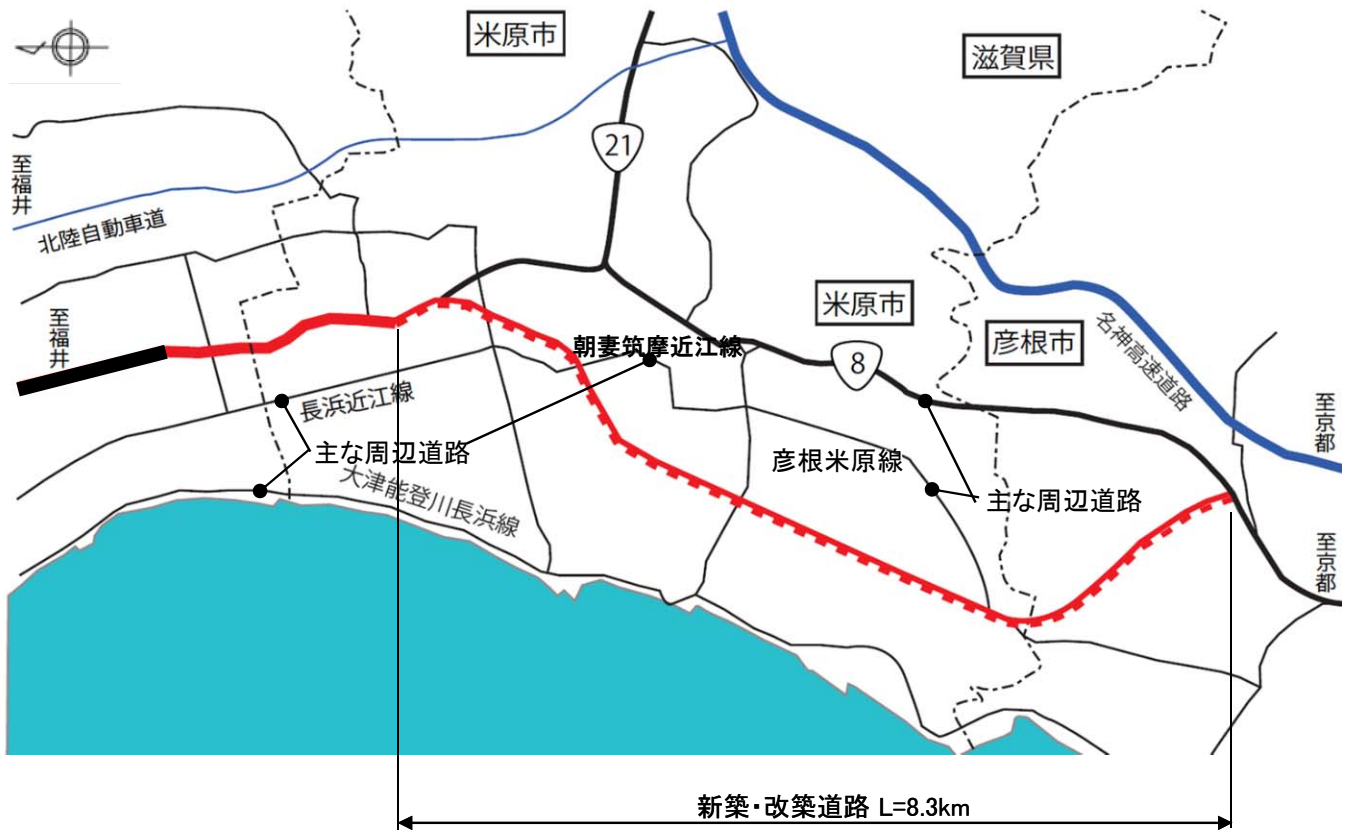 米原市
滋賀県
21
至福井
北陸自動車道
至福井
米原市
彦根市
朝妻筑摩近江線
8
名神高速道路
長浜近江線
至京都
主な周辺道路
彦根米原線
大津能登川長浜線
主な周辺道路
至京都
新築・改築道路 L=8.3km